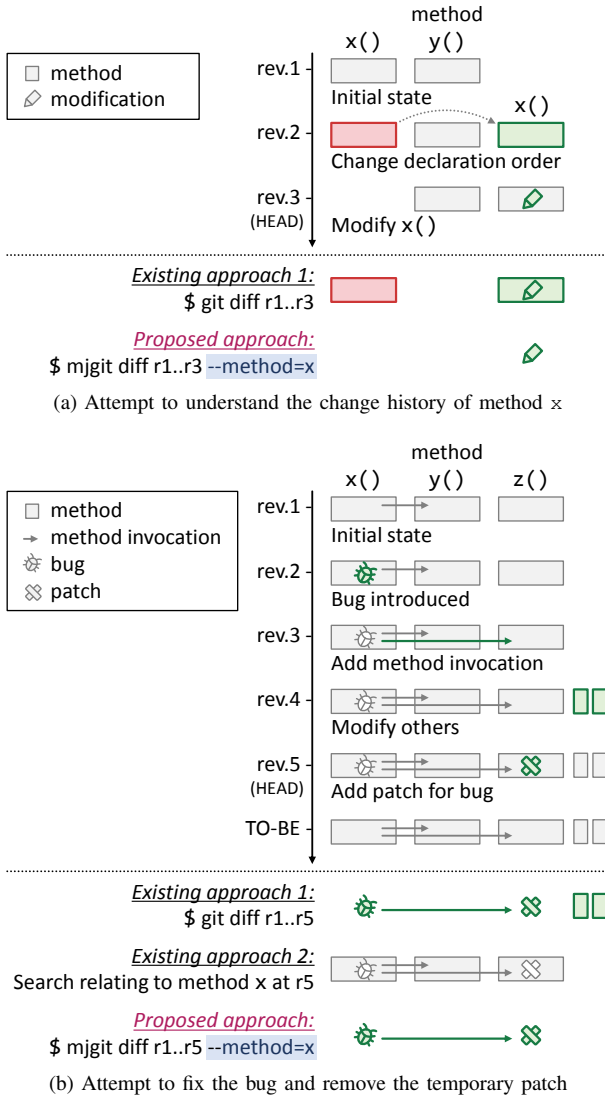 method
x() y()
method
modification
rev.1
Initial state
x()
rev.2
Change declaration order
rev.3
(HEAD)
Modify x()
Existing approach 1:
$ git diff r1..r3
Proposed approach:
$ mjgit diff r1..r3 --method=x
(a) Attempt to understand the change history of method x
method
x() y() z()
method
method invocation
bug
patch
rev.1
Initial state
rev.2
Bug introduced
rev.3
Add method invocation
rev.4
Modify others
rev.5
(HEAD)
Add patch for bug
TO-BE
Existing approach 1:
$ git diff r1..r5
Existing approach 2:
Search relating to method x at r5
Proposed approach:
$ mjgit diff r1..r5 --method=x
(b) Attempt to fix the bug and remove the temporary patch